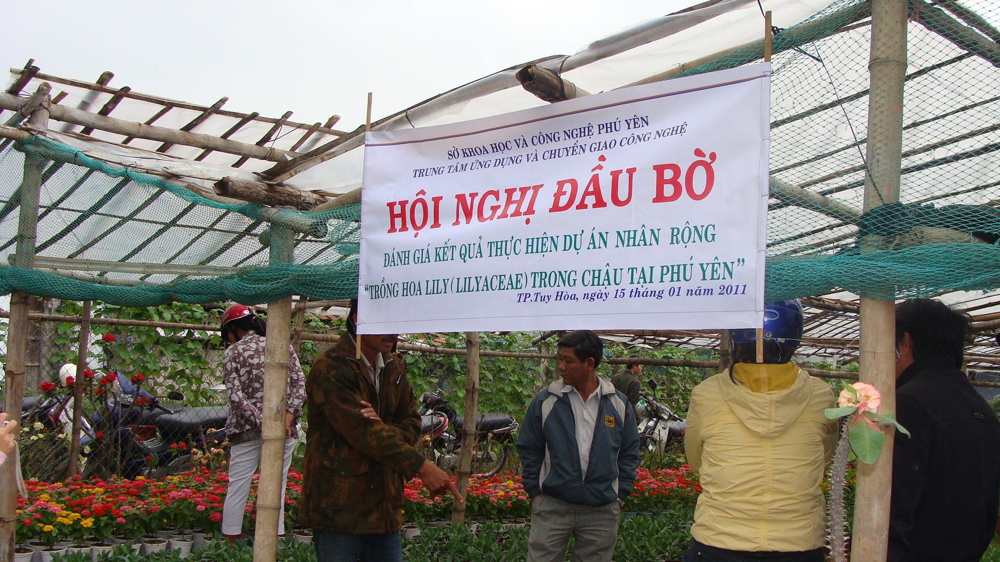 SỞ KHOA HỌC VÀ CÔNG NGHỆ PHÚ YÊN
TRUNG TÂM ỨNG DỤNG VÀ CHUYỂN GIAO CÔNG NGHỆ
HỘI NGHỊ ĐẦU BỜ
ĐÁNH GIÁ KẾT QUẢ THỰC HIỆN DỰ ÁN NHÂN RỘNG
“TRỒNG HOA LILY (LILYACEAE) TRONG CHẬU TẠI PHÚ YÊN”
TP.Tuy Hòa, ngày 15 tháng 01 năm 2011